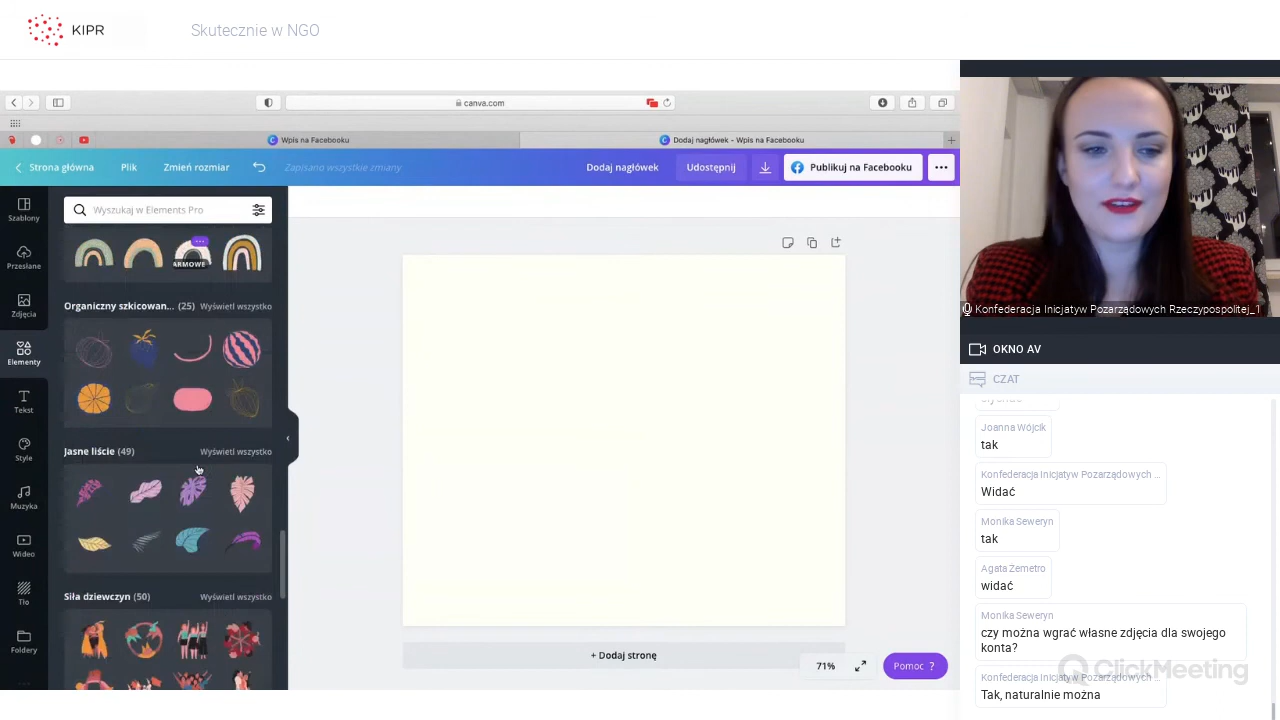 KIPR
Skutecznie w NGO
canva.com
Wpis na Facebooku
Dodaj nagłówek - Wpis na Facebooku
Strona główna
Plik
Zmień rozmiar
Zapisano wszystkie zmiany
Dodaj nagłówek
Udostępnij
Publikuj na Facebooku
Szablony
Przesłane
Zdjęcia
Elementy
Tekst
Style
Muzyka
Wideo
Tło
Foldery
Wyszukaj w Elements Pro
ARMOWE
Organiczny szkicowan... (25)
Wyświetl wszystko
Jasne liście (49)
Wyświetl wszystko
Siła dziewczyn (50)
Wyświetl wszystko
+ Dodaj stronę
71%
Pomoc ?
Konfederacja Inicjatyw Pozarządowych Rzeczypospolitej_1
OKNO AV
CZAT
Joanna Wójcik
tak
Konfederacja Inicjatyw Pozarządowych ...
Widać
Monika Seweryn
tak
Agata Zemetro
widać
Monika Seweryn
czy można wgrać własne zdjęcia dla swojego
konta?
Konfederacja Inicjatyw Pozarządowych ...
Tak, naturalnie można
ClickMeeting